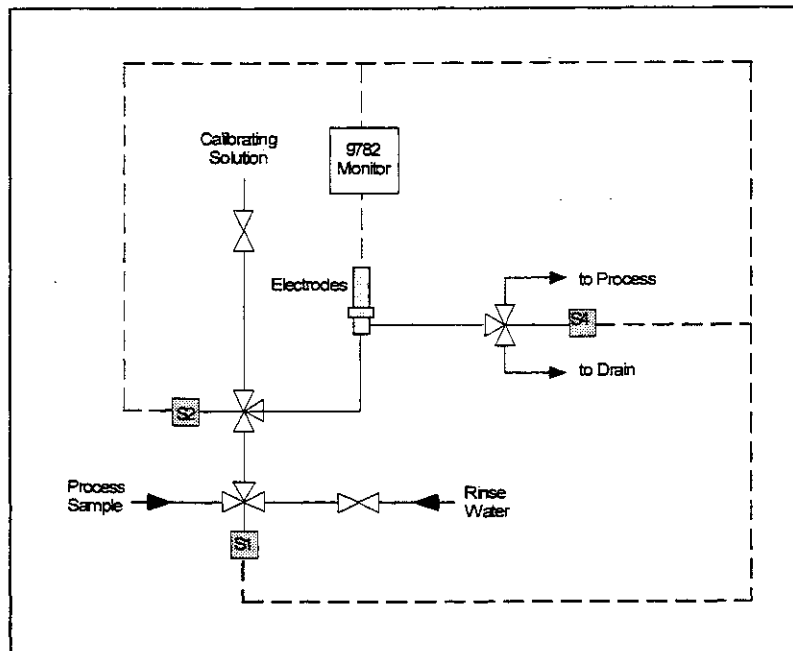 Calibrating
Solution
9782
Monitor
Electrodes
to Process
S4
to Drain
S2
Process
Sample
Rinse
Water
S1